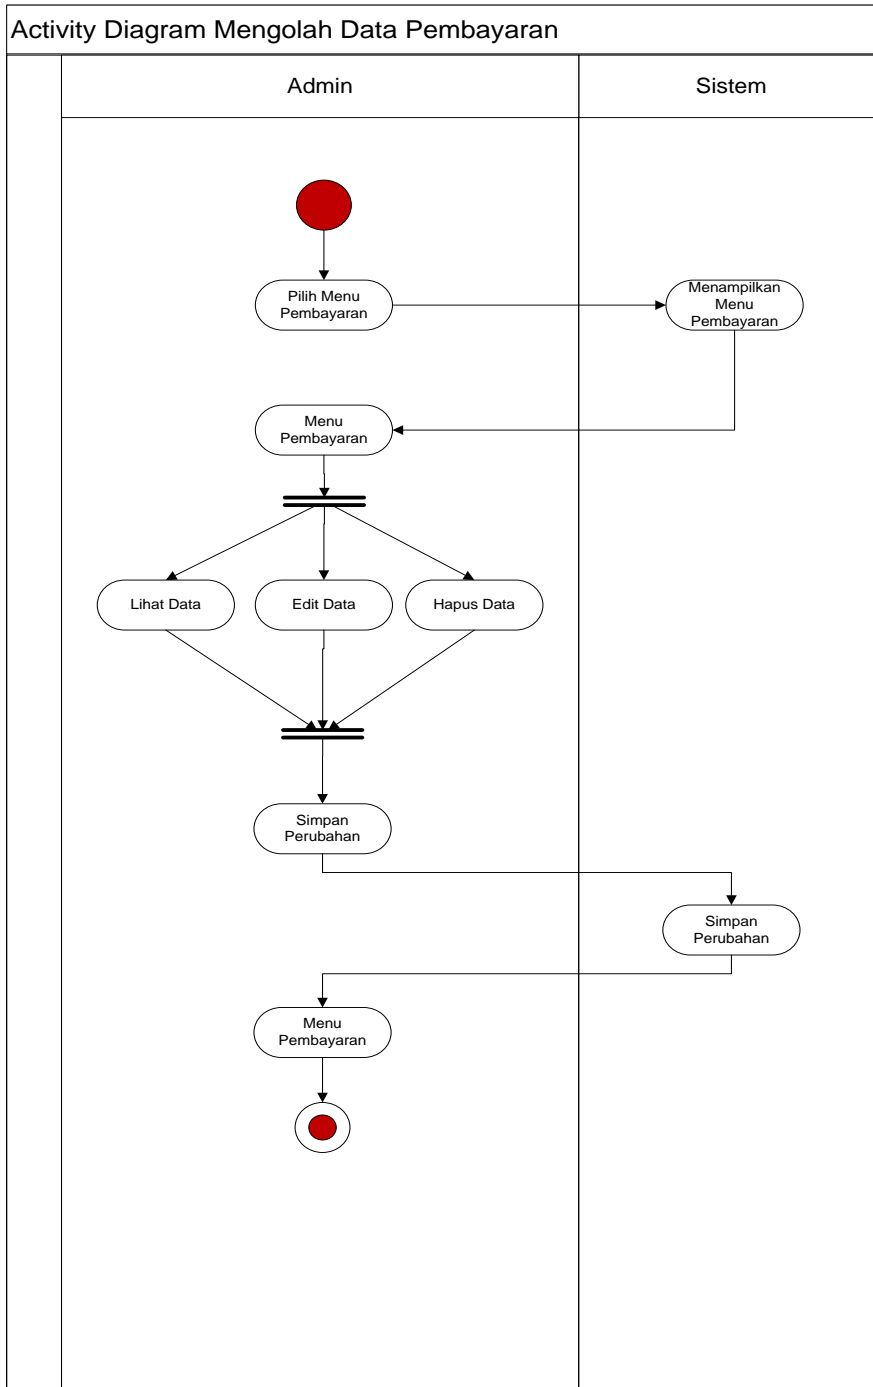 Activity Diagram Mengolah Data Pembayaran
Admin
Sistem
Pilih Menu
Pembayaran
Menampilkan
Menu
Pembayaran
Menu
Pembayaran
Lihat Data
Edit Data
Hapus Data
Simpan
Perubahan
Simpan
Perubahan
Menu
Pembayaran